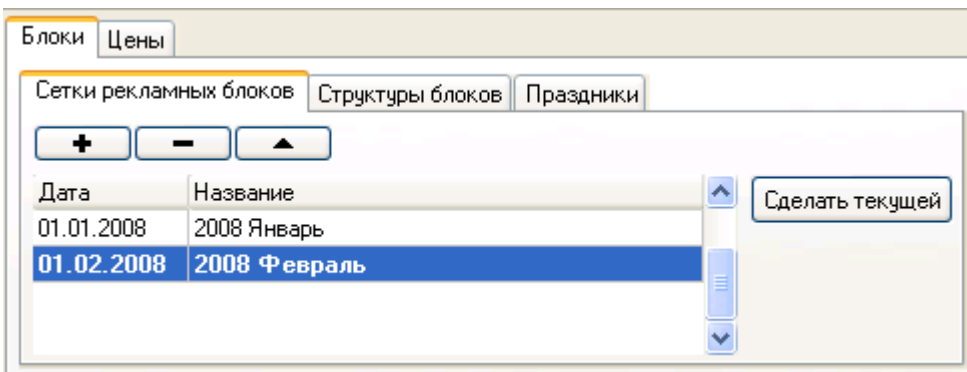 Блоки Цены
Сетки рекламных блоков Структуры блоков Праздники
Дата Название
Сделать текущей
01.01.2008 2008 Январь
01.02.2008 2008 Февраль